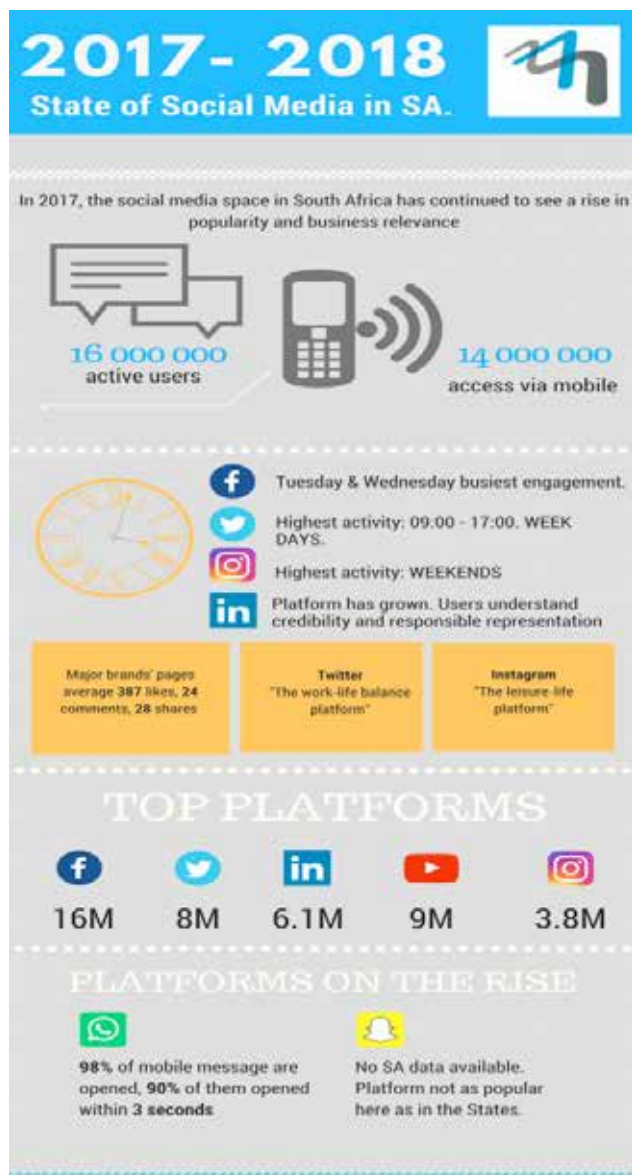 2017- 2018
State of Social Media in SA.
In 2017, the social media space in South Africa has continued to see a rise in
popularity and business relevance
16 000 000
active users
14 000 000
access via mobile
Tuesday & Wednesday busiest engagement.
Highest activity: 09:00 - 17:00. WEEK
DAYS.
Highest activity: WEEKENDS
in
Platform has grown. Users understand
credibility and responsible representation
Major brands' pages
average 387 likes, 24
comments, 28 shares
Twitter
"The work-life balance
platform"
Instagram
"The leisure-life
platform"
TOP PLATFORMS
f
in
16M
8M
6.1M
9M
3.8M
PLATFORMS ON THE RISE
98% of mobile message are
opened, 90% of them opened
within 3 seconds
No SA data available.
Platform not as popular
here as in the States.